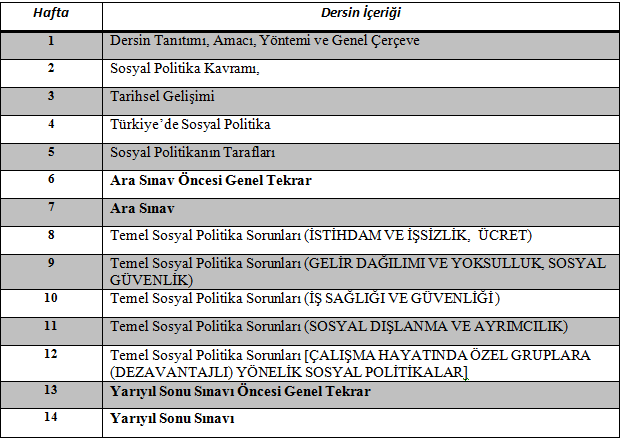 Hafta Dersin İçeriği
1 Dersin Tanıtımı, Amacı, Yöntemi ve Genel Çerçeve
2 Sosyal Politika Kavramı,
3 Tarihsel Gelişimi
4 Türkiye’de Sosyal Politika
5 Sosyal Politikanın Tarafları
6 Ara Sınav Öncesi Genel Tekrar
7 Ara Sınav
8 Temel Sosyal Politika Sorunları (İSTİHDAM VE İŞSİZLİK, ÜCRET)
9 Temel Sosyal Politika Sorunları (GELİR DAĞILIMI VE YOKSULLUK, SOSYAL
GÜVENLİK)
10 Temel Sosyal Politika Sorunları (İŞ SAĞLIĞI VE GÜVENLİĞİ)
11 Temel Sosyal Politika Sorunları (SOSYAL DIŞLANMA VE AYRIMCILIK)
12 Temel Sosyal Politika Sorunları [ÇALIŞMA HAYATINDA ÖZEL GRUPLARA
(DEZAVANTAJLI) YÖNELİK SOSYAL POLİTİKALAR]
13 Yarıyıl Sonu Sınavı Öncesi Genel Tekrar
14 Yarıyıl Sonu Sınavı